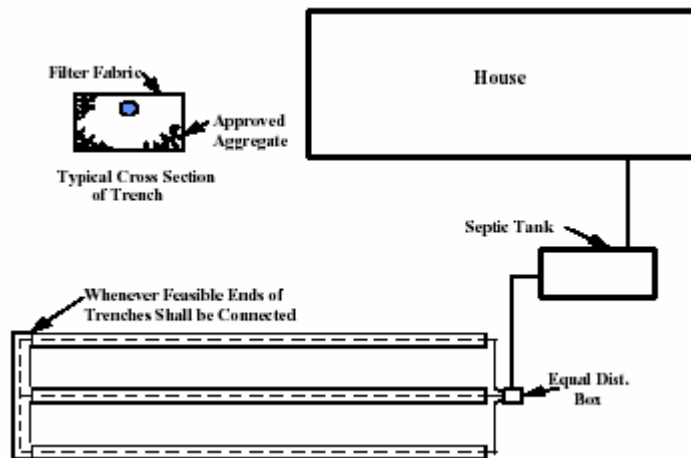 House
Filter Fabric
Approved
Aggregate
Typical Cross Section
of Trench
Septic Tank
Whenever Feasible Ends of
Trenches Shall be Connected
Equal Dist.
Box